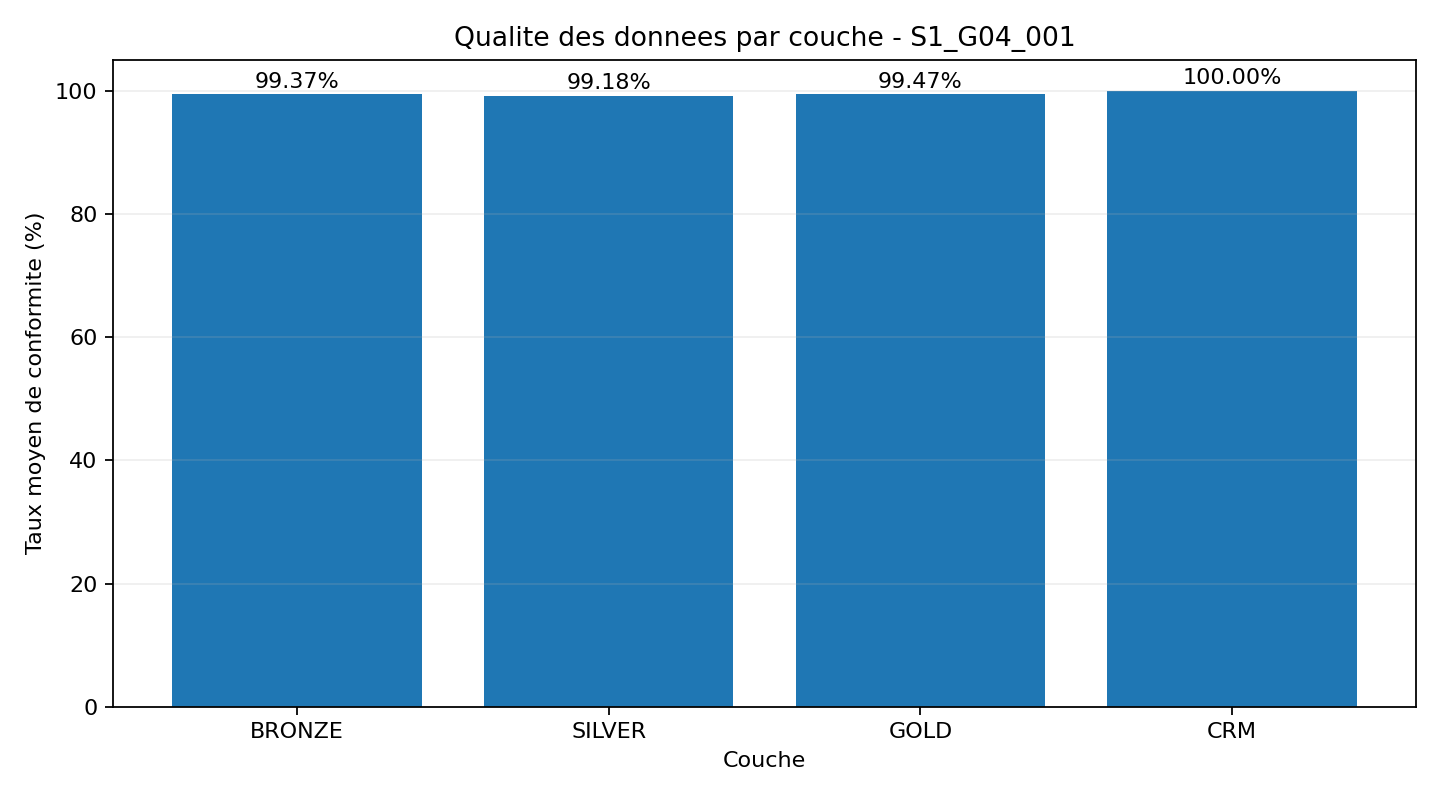 Qualite des donnees par couche - S1_G04_001
99.37%
99.18%
99.47%
100.00%
100
80
60
40
20
0
Taux moyen de conformite (%)
BRONZE
SILVER
GOLD
CRM
Couche